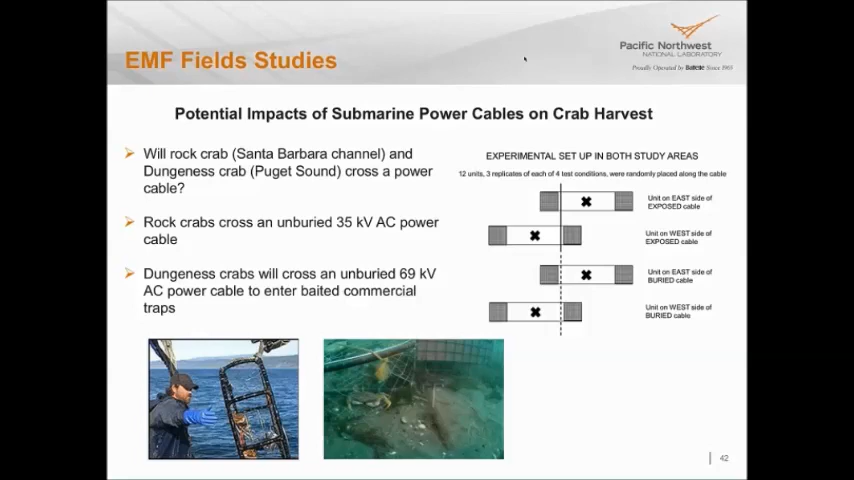 Pacific Northwest
NATIONAL LABORATORY
Proudly Operated by Battelle Since 1965
EMF Fields Studies
Potential Impacts of Submarine Power Cables on Crab Harvest
Will rock crab (Santa Barbara channel) and
Dungeness crab (Puget Sound) cross a power
cable?
Rock crabs cross an unburied 35 kV AC power
cable
Dungeness crabs will cross an unburied 69 kV
AC power cable to enter baited commercial
traps
EXPERIMENTAL SET UP IN BOTH STUDY AREAS
12 units, 3 replicates of each of 4 test conditions, were randomly placed along the cable
Unit on EAST side of
EXPOSED cable
Unit on WEST side of
EXPOSED cable
Unit on EAST side of
BURIED cable
Unit on WEST side of
BURIED cable
42